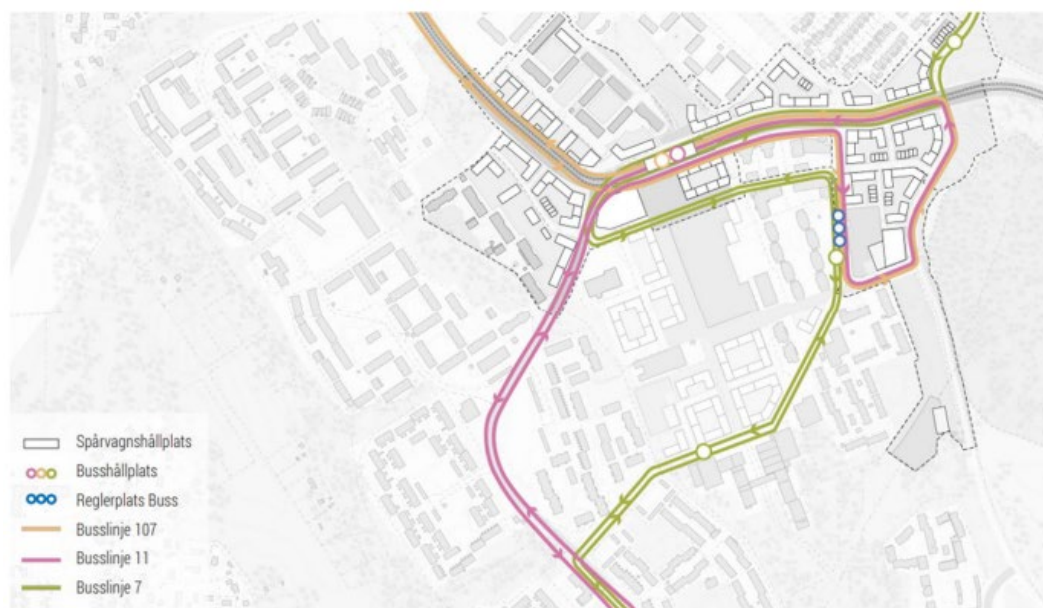 Spårvagnshållplats
Busshållplats
Reglerplats Buss
Busslinje 107
Busslinje 11
Busslinje 7